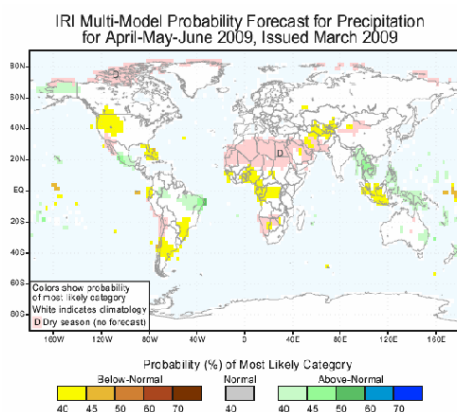 IRI Multi-Model Probability Forecast for Precipitation
for April-May-June 2009, Issued March 2009
80N
60N
40N
20N
EQ
20S
40S
60S
80S
D
D
Colors show probability
of most likely category
White indicates climatology
D Dry season (no forecast)
160W 120W 80W 40W 0E 40E 80E 120E 160E
Probability (%) of Most Likely Category
Below-Normal Normal Above-Normal
40 45 50 60 70 40 40 45 50 60 70